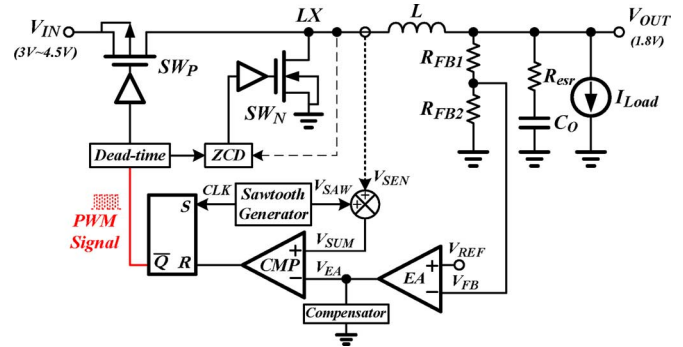 V_IN
(3V~4.5V)
SW_P
LX
L
V_OUT
(1.8V)
R_FB1
R_FB2
R_esr
C_O
I_Load
SW_N
Dead-time
ZCD
V_SEN
PWM
Signal
CLK
Sawtooth
Generator
V_SAW
+
+
S
Q̅
R
CMP
+
−
V_SUM
V_EA
EA
+
−
V_REF
V_FB
Compensator